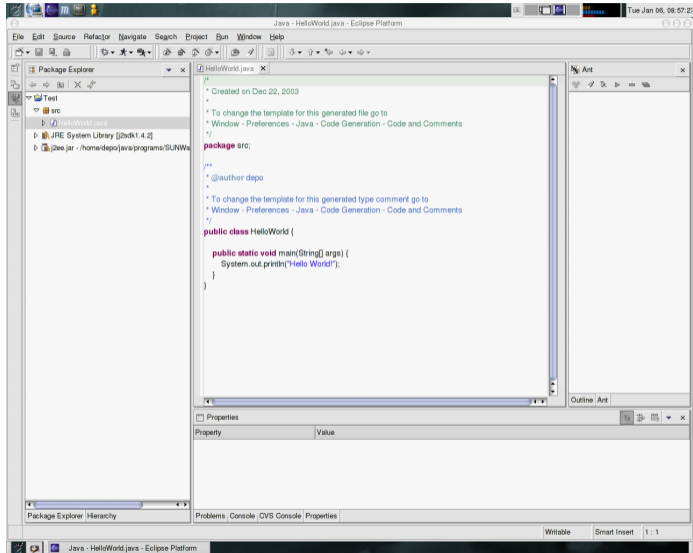 Tue Jan 06, 08:57:2
Java - HelloWorld.java - Eclipse Platform
File Edit Source Refactor Navigate Search Project Run Window Help
Package Explorer
HelloWorld.java
Ant
Test
src
HelloWorld.java
JRE System Library [j2sdk1.4.2]
j2ee.jar - /home/depo/java/programs/SUNWa
/*
* Created on Dec 22, 2003
*
* To change the template for this generated file go to
* Window - Preferences - Java - Code Generation - Code and Comments
*/
package src;
/**
* @author depo
*
* To change the template for this generated type comment go to
* Window - Preferences - Java - Code Generation - Code and Comments
*/
public class HelloWorld {
public static void main(String[] args) {
System.out.println("Hello World!");
}
}
Outline Ant
Properties
Property Value
Package Explorer Hierarchy
Problems Console CVS Console Properties
Writable Smart Insert 1 : 1
Java - HelloWorld.java - Eclipse Platform